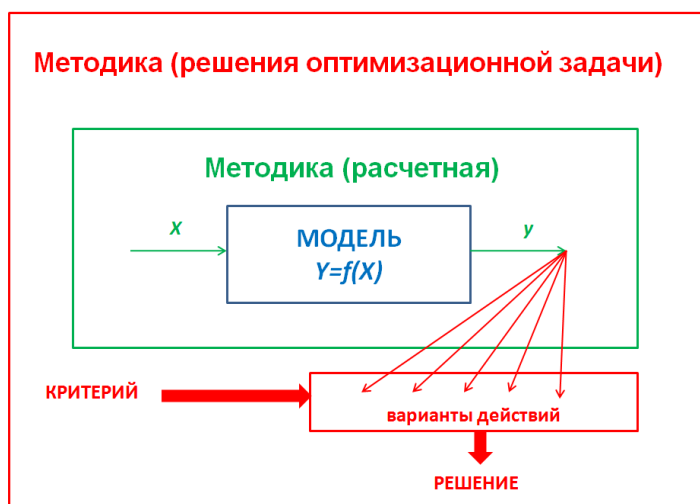 Методика (решения оптимизационной задачи)
Методика (расчетная)
X
МОДЕЛЬ
Y=f(X)
y
КРИТЕРИЙ
варианты действий
РЕШЕНИЕ